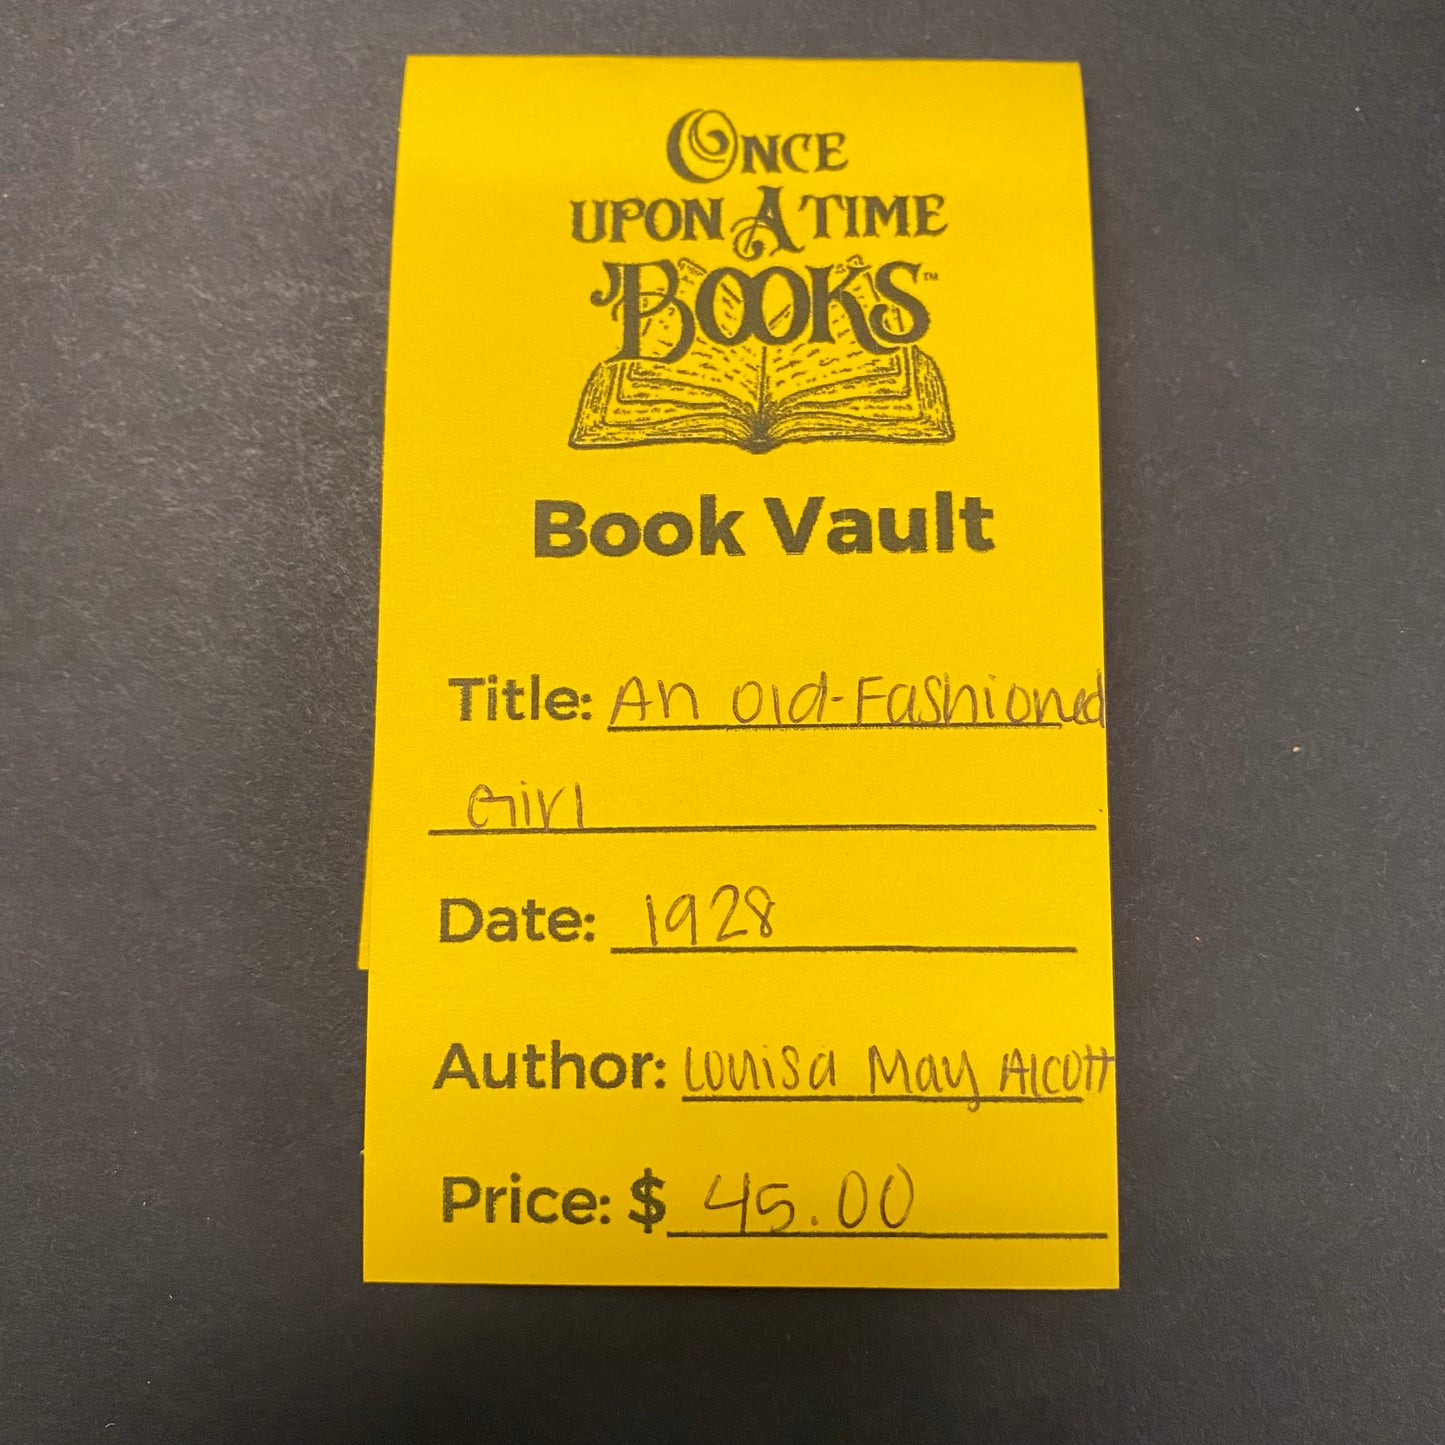 Once
upon A time
Books™
Book Vault
Title: An Old-Fashioned
Girl
Date: 1928
Author: Louisa May Alcott
Price: $ 45.00